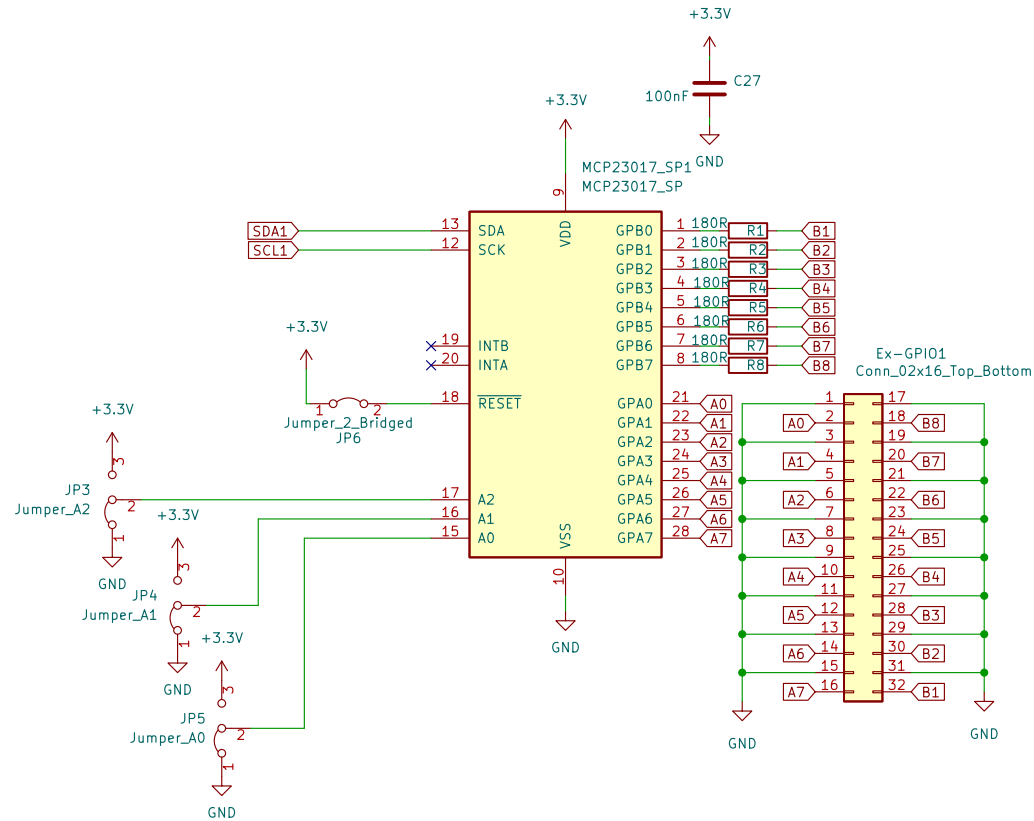 +3.3V
C27
100nF
GND
+3.3V
MCP23017_SP1
MCP23017_SP
9
VDD
SDA1 13 SDA
SCL1 12 SCK
19 INTB
20 INTA
18 RESET
17 A2
16 A1
15 A0
VSS
10
GND
GPB0 1 180R R1 B1
GPB1 2 180R R2 B2
GPB2 3 180R R3 B3
GPB3 4 180R R4 B4
GPB4 5 180R R5 B5
GPB5 6 180R R6 B6
GPB6 7 180R R7 B7
GPB7 8 180R R8 B8
GPA0 21 A0
GPA1 22 A1
GPA2 23 A2
GPA3 24 A3
GPA4 25 A4
GPA5 26 A5
GPA6 27 A6
GPA7 28 A7
+3.3V
1 2
Jumper_2_Bridged
JP6
+3.3V
3
JP3
2
Jumper_A2
1
GND
+3.3V
3
JP4
2
Jumper_A1
1
GND
+3.3V
3
JP5
2
Jumper_A0
1
GND
Ex-GPIO1
Conn_02x16_Top_Bottom
1 17
A0 2 18 B8
3 19
A1 4 20 B7
5 21
A2 6 22 B6
7 23
A3 8 24 B5
9 25
A4 10 26 B4
11 27
A5 12 28 B3
13 29
A6 14 30 B2
15 31
A7 16 32 B1
GND
GND